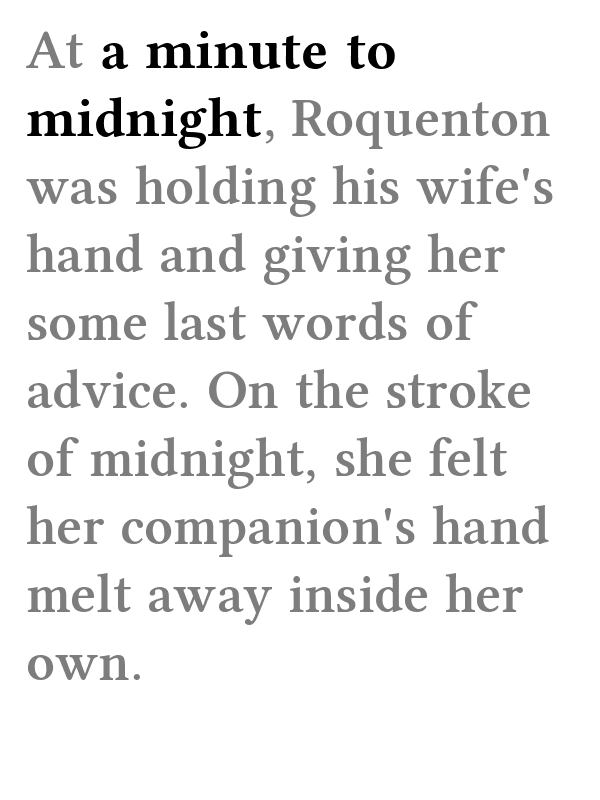 At a minute to
midnight, Roquenton
was holding his wife's
hand and giving her
some last words of
advice. On the stroke
of midnight, she felt
her companion's hand
melt away inside her
own.